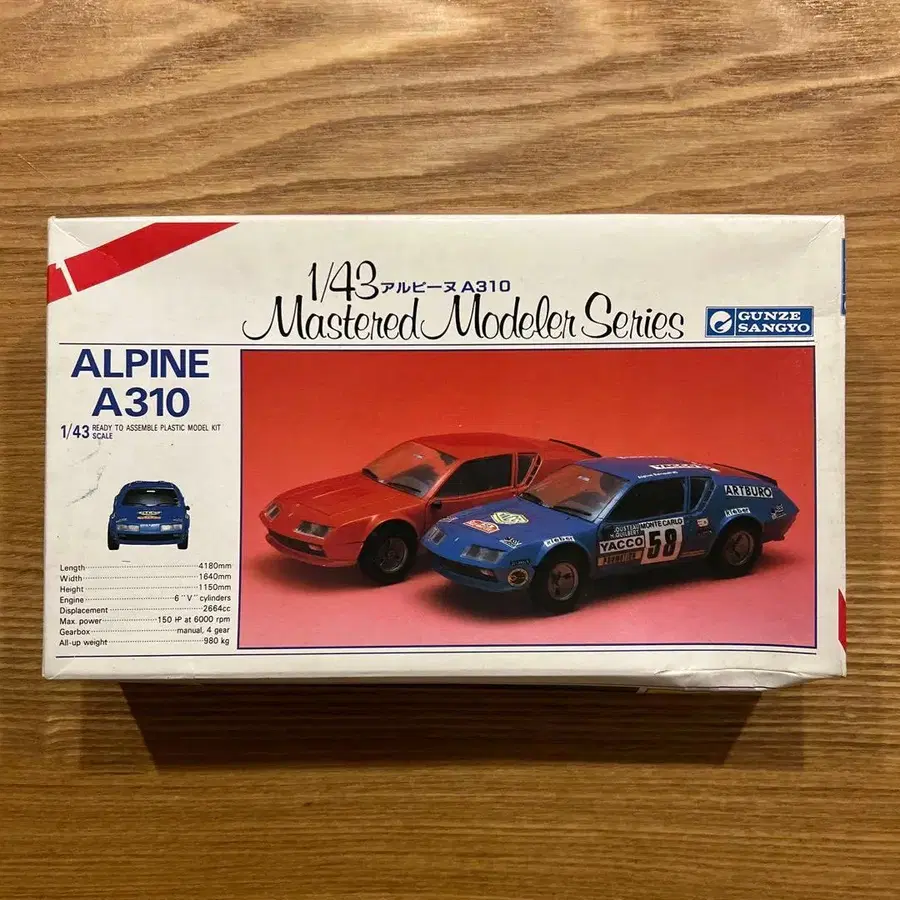 1/43 アルピーヌ A310
Mastered Modeler Series
GUNZE
SANGYO
ALPINE
A310
1/43 SCALE READY TO ASSEMBLE PLASTIC MODEL KIT
Length 4180mm
Width 1640mm
Height 1150mm
Engine 6 "V" cylinders
Displacement 2664cc
Max. power 150 HP at 6000 rpm
Gearbox manual, 4 gear
All-up weight 980 kg
ARTBURO
MONTE CARLO
YACCO
58